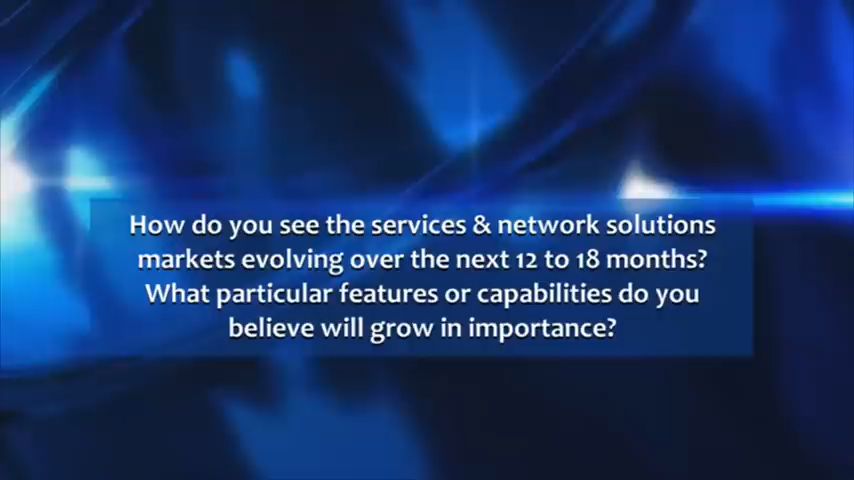 How do you see the services & network solutions
markets evolving over the next 12 to 18 months?
What particular features or capabilities do you
believe will grow in importance?